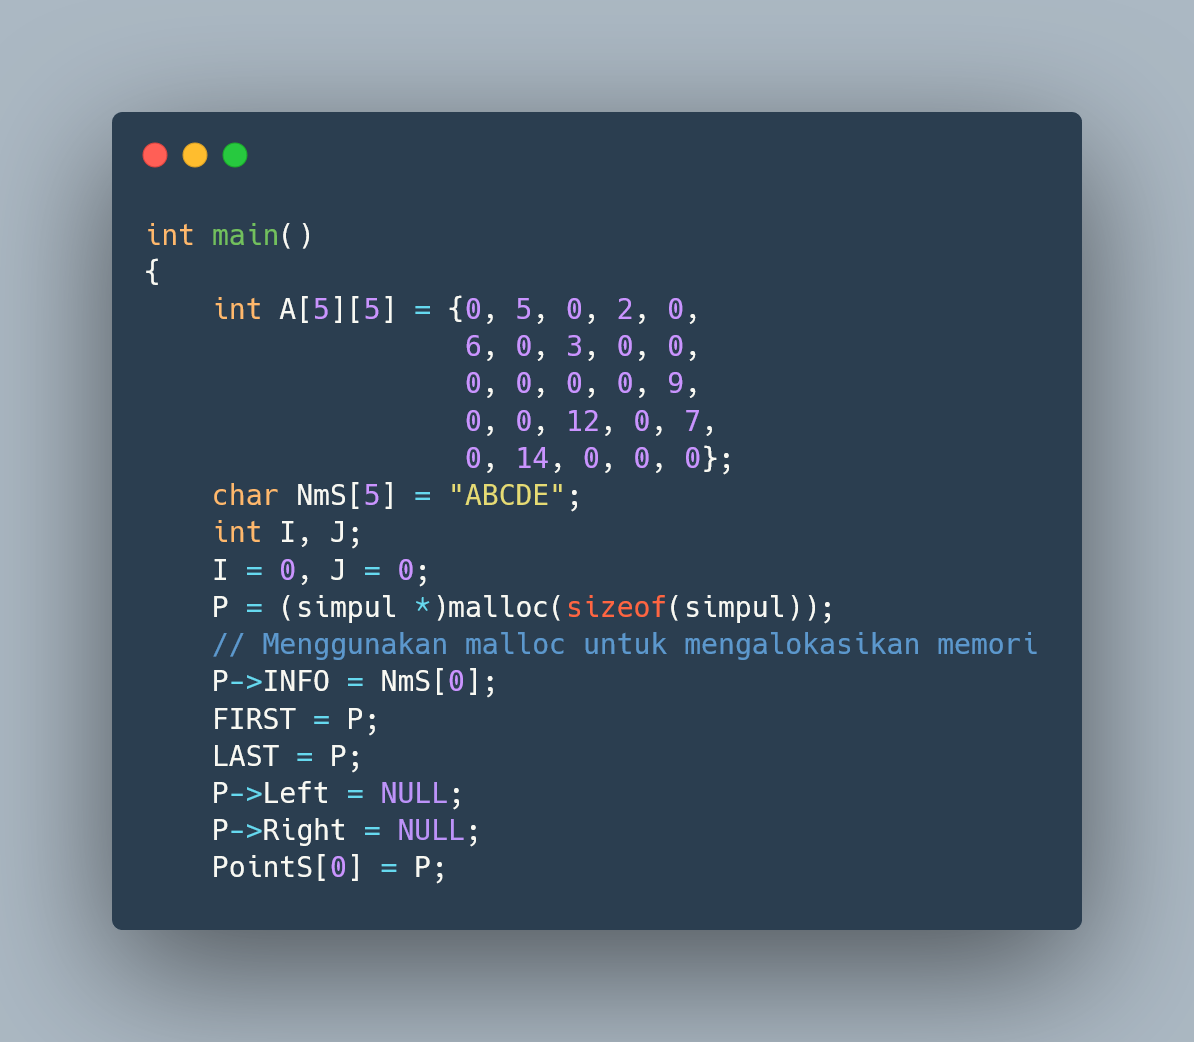 int main()
{
    int A[5][5] = {0, 5, 0, 2, 0,
                   6, 0, 3, 0, 0,
                   0, 0, 0, 0, 9,
                   0, 0, 12, 0, 7,
                   0, 14, 0, 0, 0};
    char NmS[5] = "ABCDE";
    int I, J;
    I = 0, J = 0;
    P = (simpul *)malloc(sizeof(simpul));
    // Menggunakan malloc untuk mengalokasikan memori
    P->INFO = NmS[0];
    FIRST = P;
    LAST = P;
    P->Left = NULL;
    P->Right = NULL;
    PointS[0] = P;